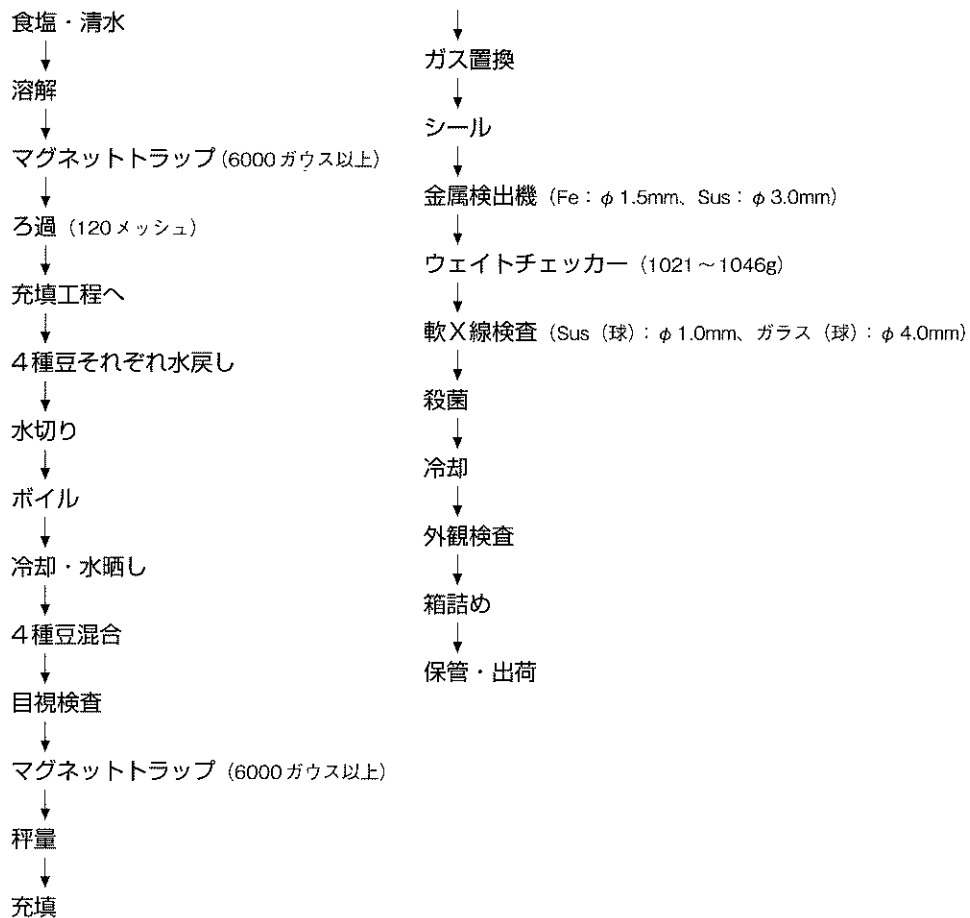 食塩・清水
溶解
マグネットトラップ (6000ガウス以上)
ろ過 (120メッシュ)
充填工程へ
4種豆それぞれ水戻し
水切り
ボイル
冷却・水晒し
4種豆混合
目視検査
マグネットトラップ (6000ガウス以上)
秤量
充填
ガス置換
シール
金属検出機 (Fe：φ1.5mm、Sus：φ3.0mm)
ウェイトチェッカー (1021～1046g)
軟X線検査 (Sus（球）：φ1.0mm、ガラス（球）：φ4.0mm)
殺菌
冷却
外観検査
箱詰め
保管・出荷